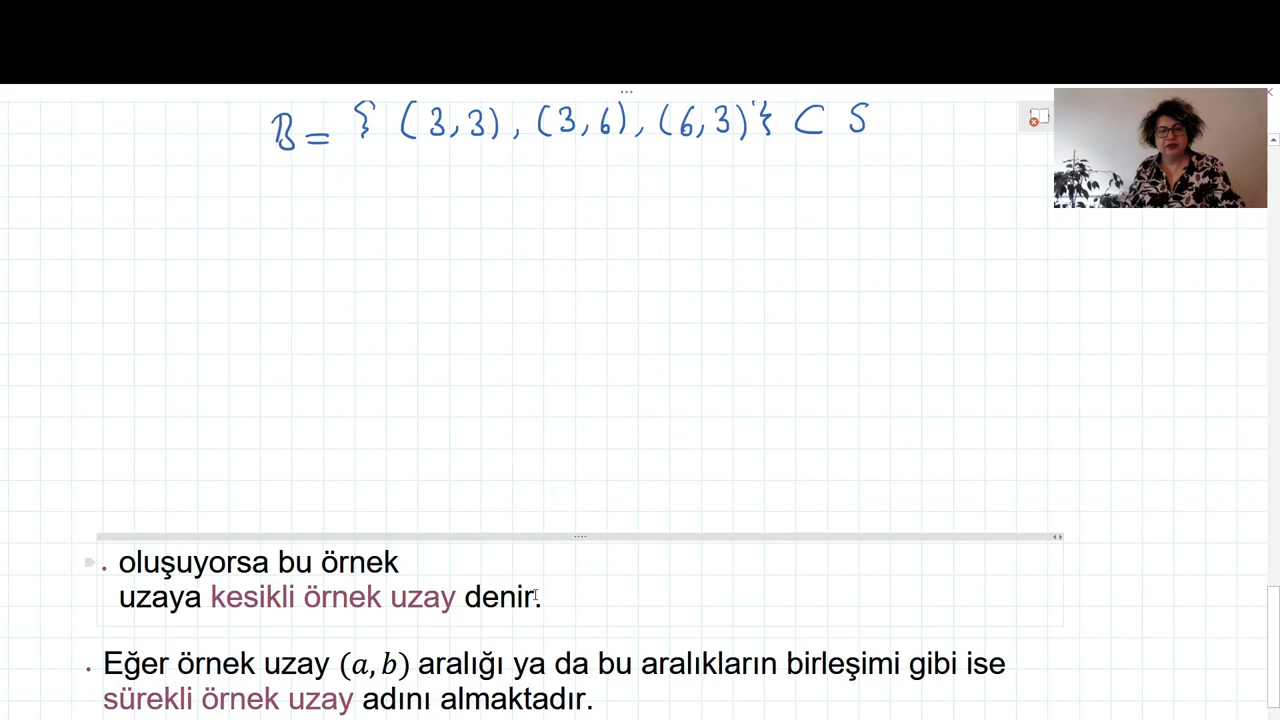 B = { (3,3), (3,6), (6,3) } ⊂ S
. oluşuyorsa bu örnek
uzaya kesikli örnek uzay denir.
. Eğer örnek uzay (a, b) aralığı ya da bu aralıkların birleşimi gibi ise
sürekli örnek uzay adını almaktadır.